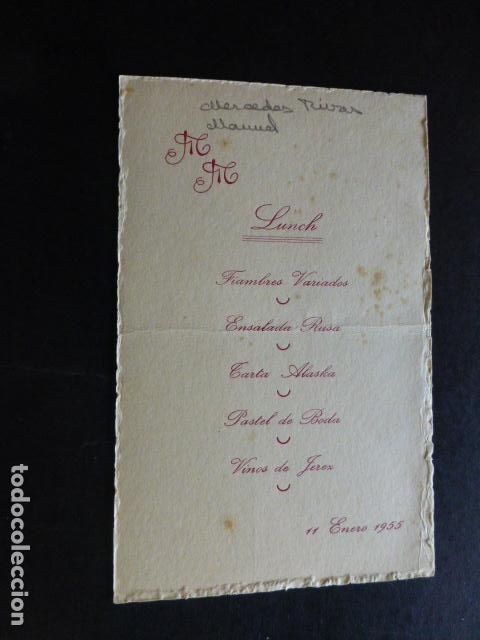 Mercedes Rivas
Manuel
M
M
Lunch
Fiambres Variados
Ensalada Rusa
Tarta Alaska
Pastel de Boda
Vinos de Jerez
11 Enero 1955
todocoleccion